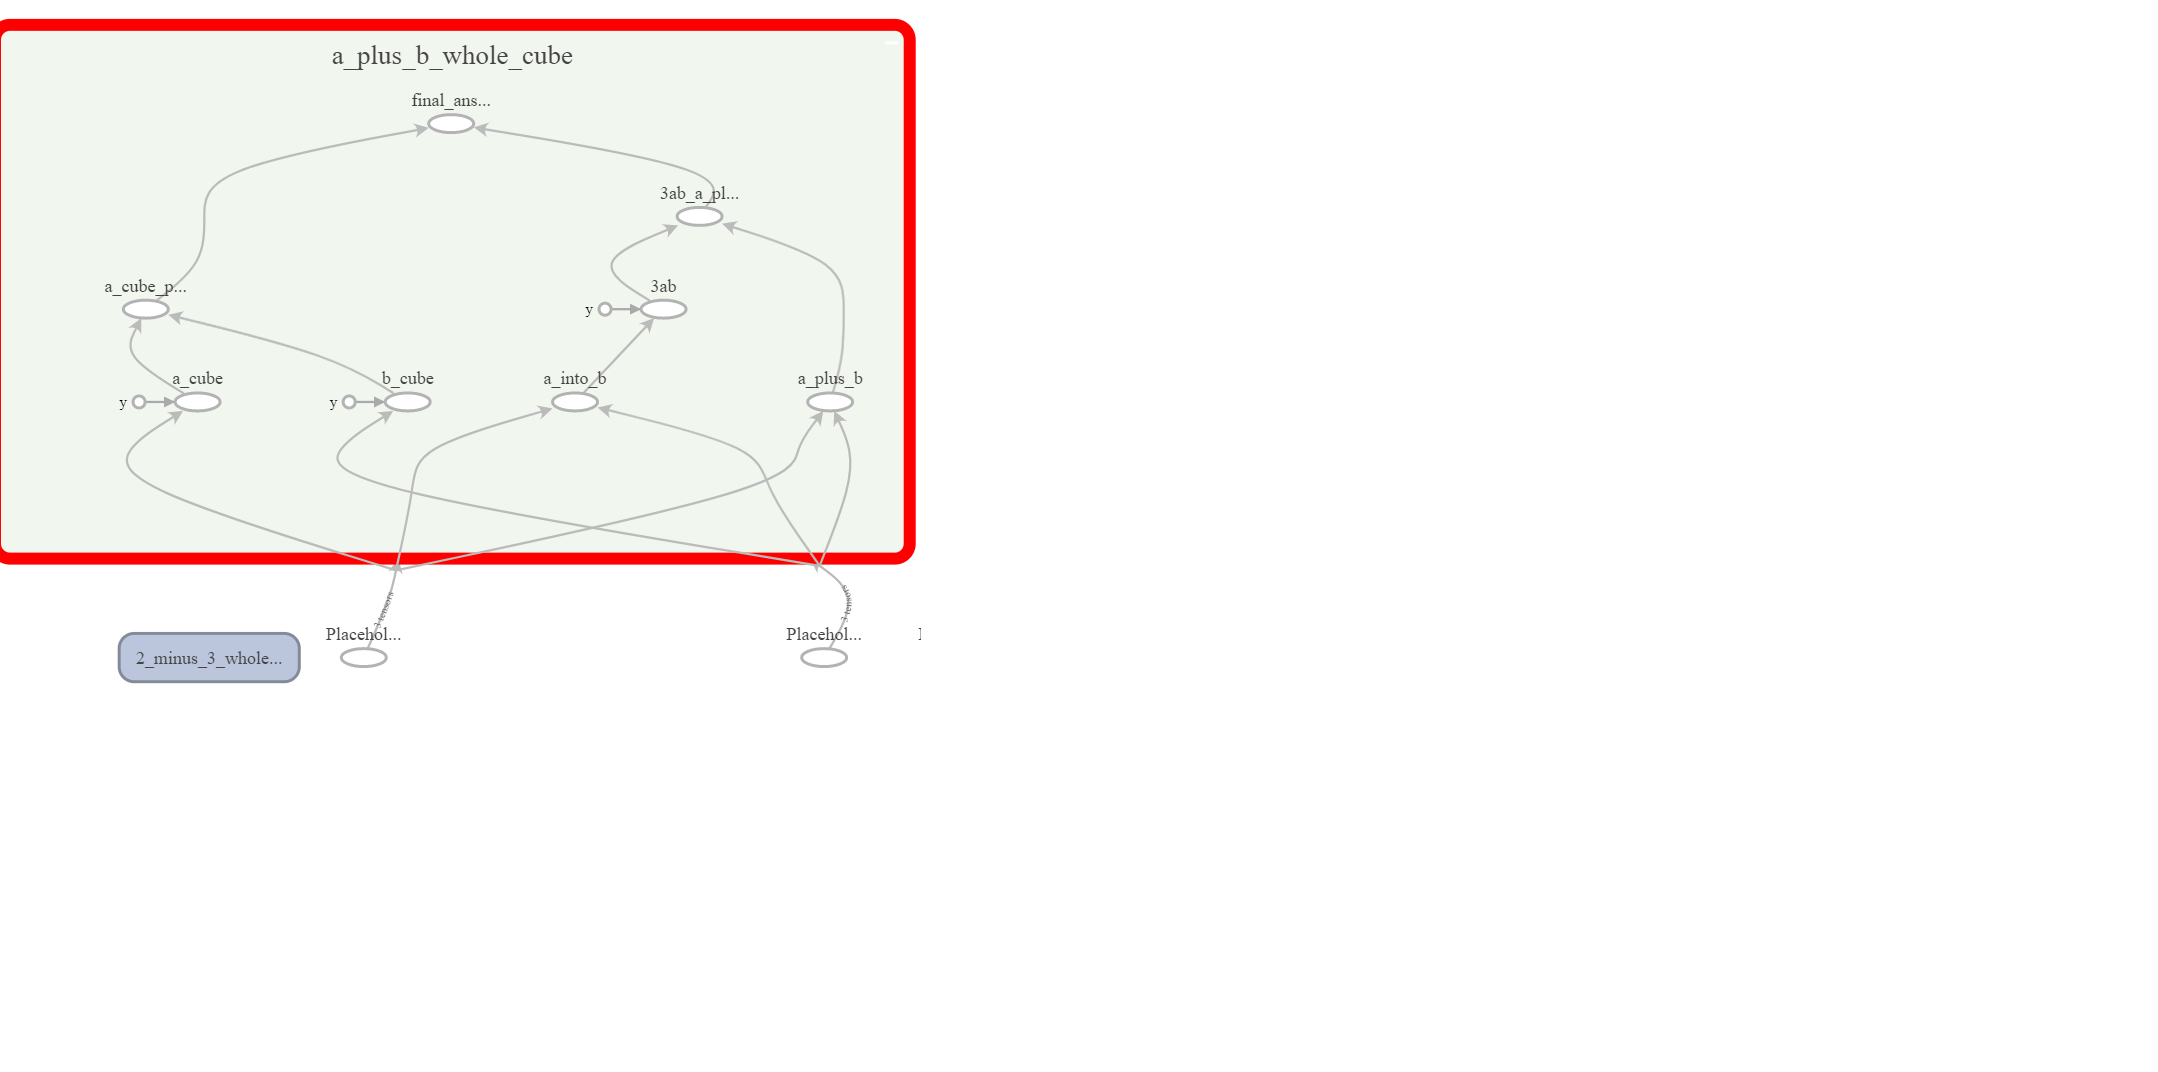 a_plus_b_whole_cube
final_ans...
3ab_a_pl...
a_cube_p...
3ab
y
a_cube
b_cube
a_into_b
a_plus_b
y
y
3 tensors
3 tensors
Placehol...
Placehol...
2_minus_3_whole...